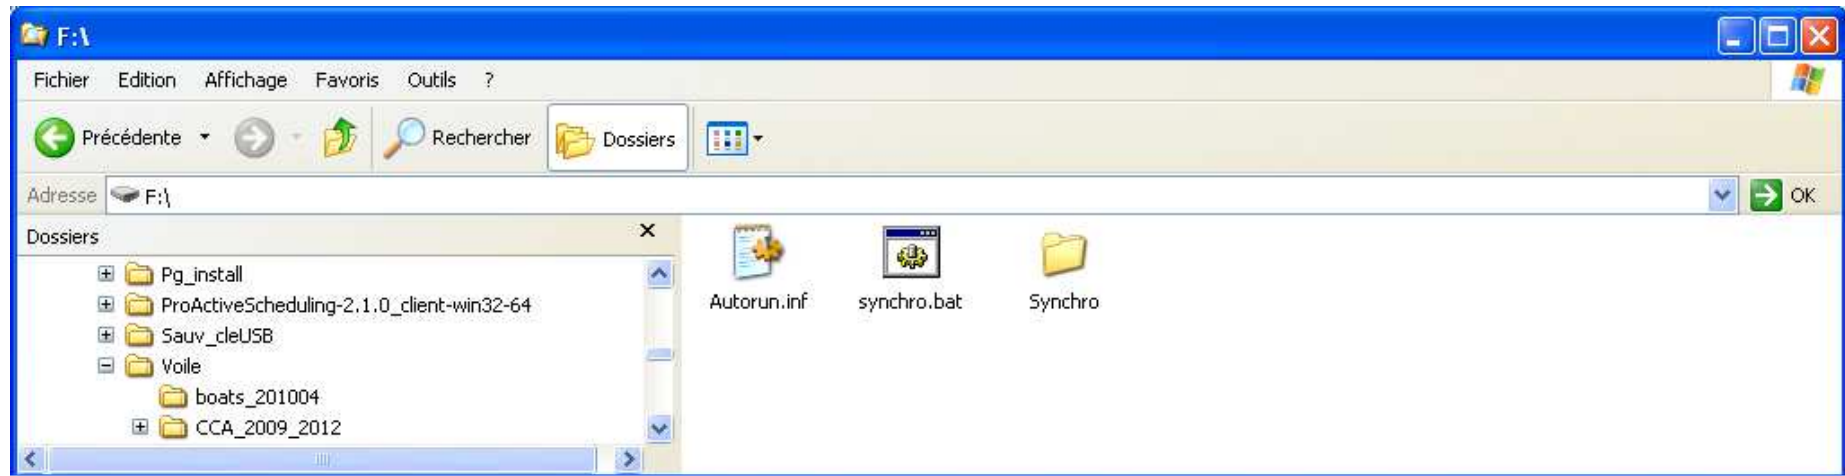 F:\
Fichier Edition Affichage Favoris Outils ?
Précédente Rechercher Dossiers
Adresse F:\ OK
Dossiers
Pg_install
ProActiveScheduling-2.1.0_client-win32-64
Sauv_cleUSB
Voile
boats_201004
CCA_2009_2012
Autorun.inf synchro.bat Synchro